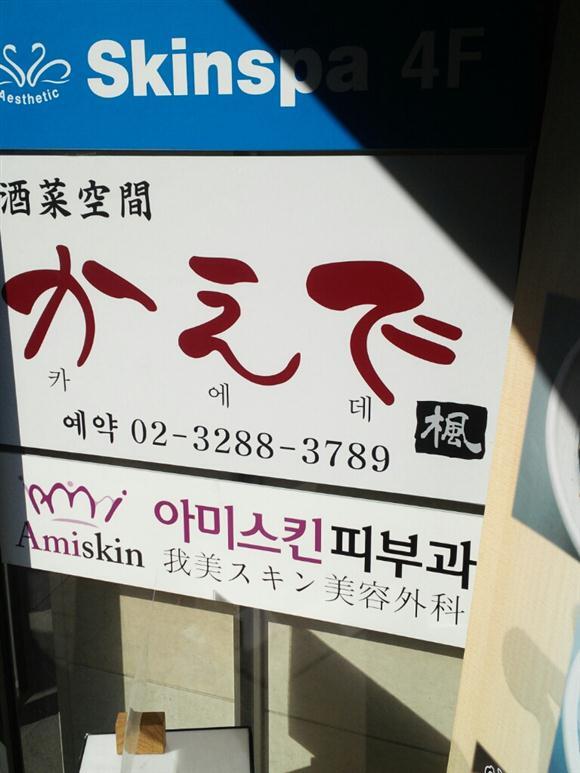 Aesthetic
Skinspa 4F
酒菜空間
かえで
카에데
楓
예약 02-3288-3789
Ami
Amiskin
아미스킨피부과
我美スキン美容外科